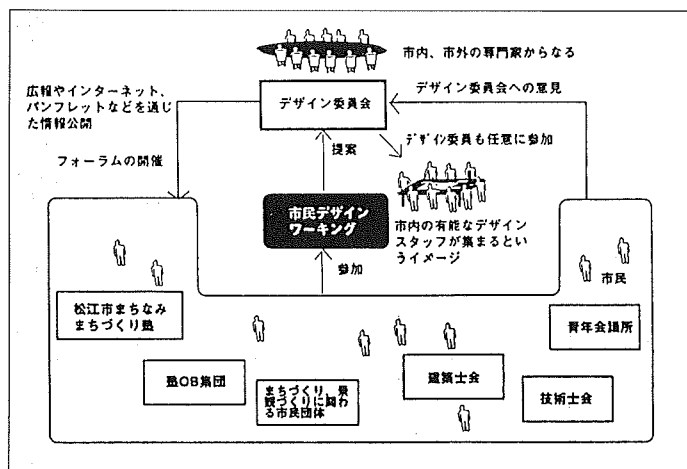 市内、市外の専門家からなる
デザイン委員会
広報やインターネット、
パンフレットなどを通じ
た情報公開
フォーラムの開催
デザイン委員会への意見
提案
デザイン委員も任意に参加
市民デザイン
ワーキング
市内の有能なデザイン
スタッフが集まるとい
うイメージ
参加
市民
松江市まちなみ
まちづくり塾
青年会議所
塾OB集団
まちづくり、景
観づくりに関わ
る市民団体
建築士会
技術士会